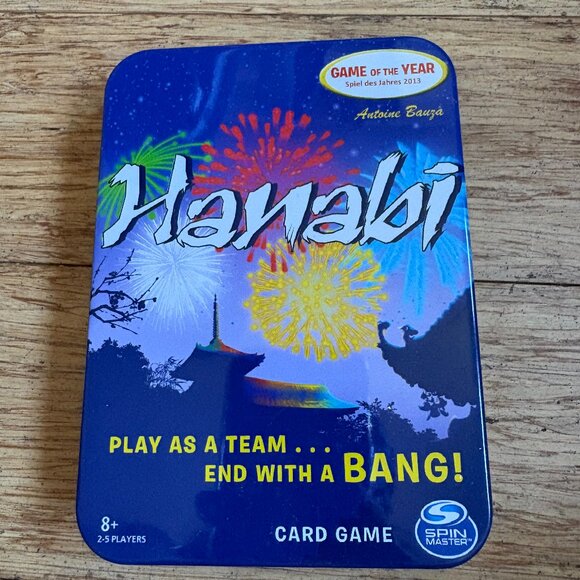 GAME OF THE YEAR
Spiel des Jahres 2013
Antoine Bauza
Hanabi
PLAY AS A TEAM . . .
END WITH A BANG!
8+
2-5 PLAYERS
CARD GAME
SPIN
MASTER™